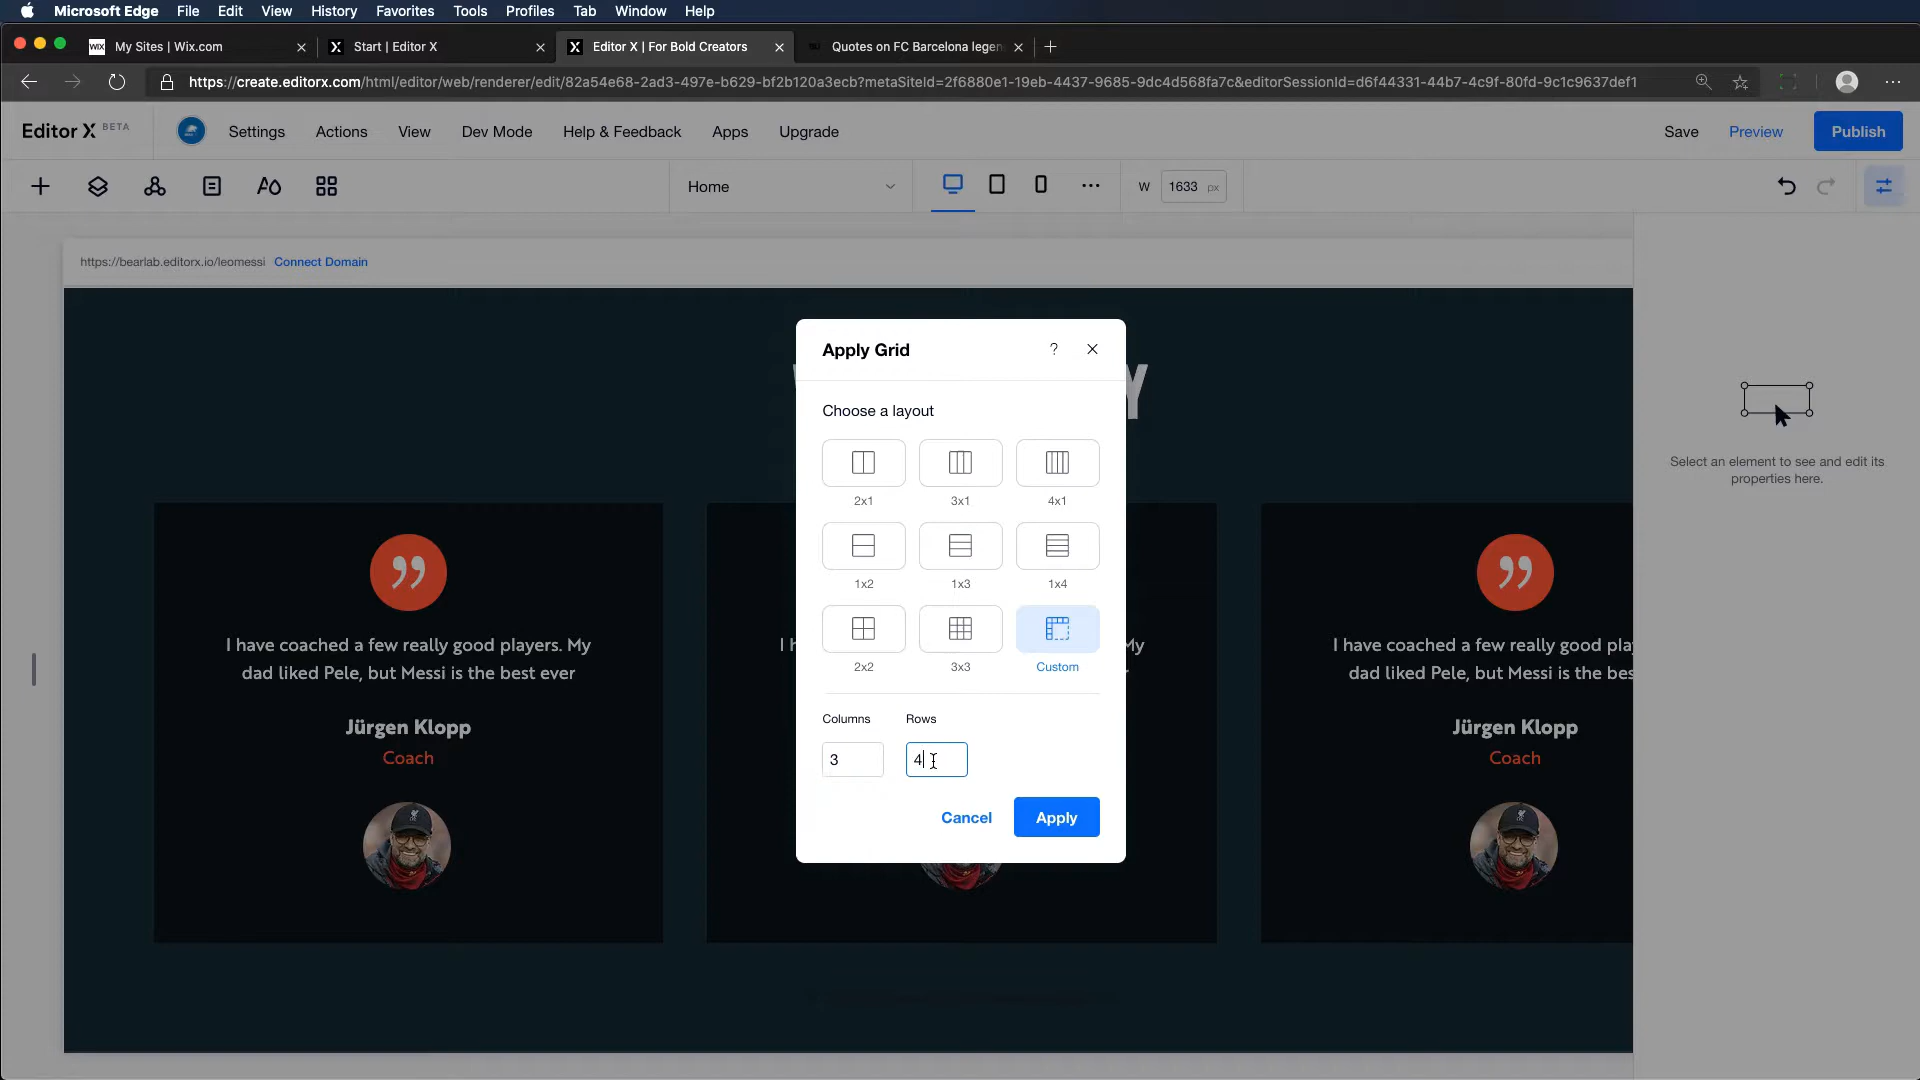 Microsoft Edge File Edit View History Favorites Tools Profiles Tab Window Help
WIX My Sites | Wix.com
X Start | Editor X
X Editor X | For Bold Creators
Quotes on FC Barcelona legen
https://create.editorx.com/html/editor/web/renderer/edit/82a54e68-2ad3-497e-b629-bf2b120a3ecb?metaSiteId=2f6880e1-19eb-4437-9685-9dc4d568fa7c&editorSessionId=d6f44331-44b7-4c9f-80fd-9c1c9637def1
Editor X BETA
Settings Actions View Dev Mode Help & Feedback Apps Upgrade
Save Preview Publish
Home
W 1633 px
https://bearlab.editorx.io/leomessi Connect Domain
Y
Apply Grid ?
Choose a layout
2x1 3x1 4x1
1x2 1x3 1x4
2x2 3x3 Custom
Columns Rows
3 4
Cancel Apply
I have coached a few really good players. My
dad liked Pele, but Messi is the best ever
Jürgen Klopp
Coach
I h
My
I have coached a few really good pla
dad liked Pele, but Messi is the bes
Jürgen Klopp
Coach
Select an element to see and edit its
properties here.